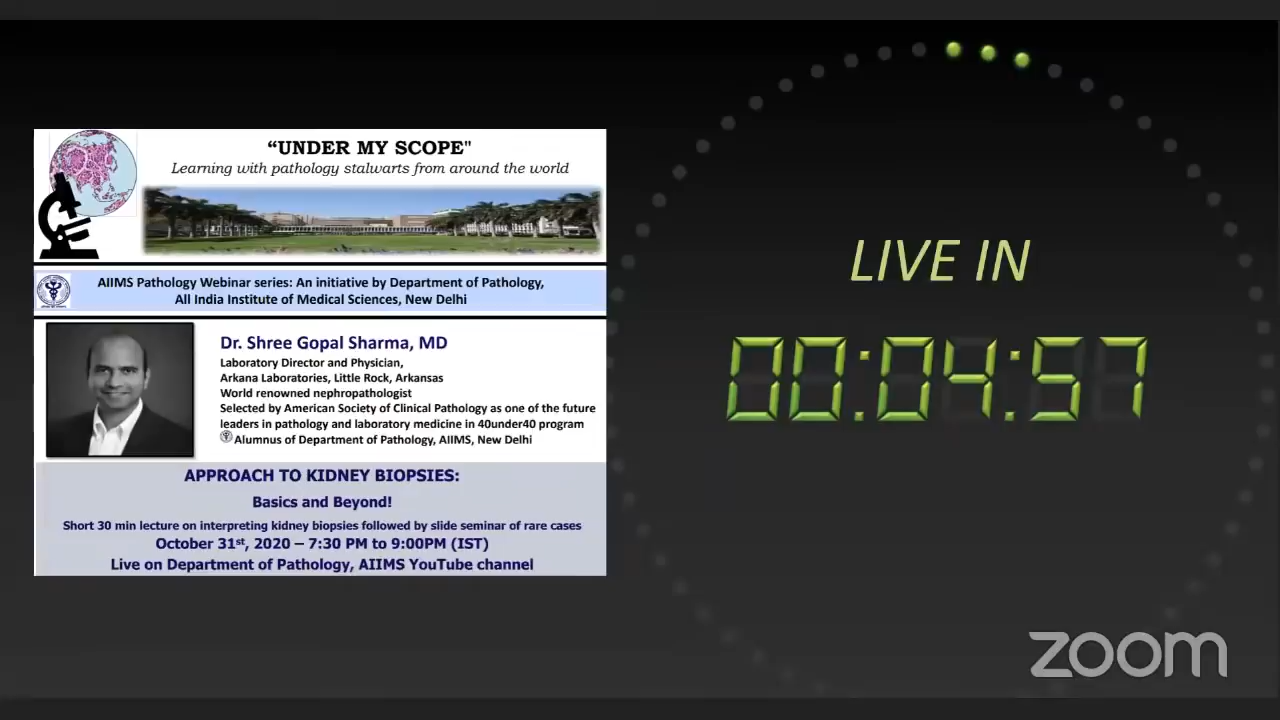 “UNDER MY SCOPE"
Learning with pathology stalwarts from around the world
AIIMS Pathology Webinar series: An initiative by Department of Pathology,
All India Institute of Medical Sciences, New Delhi
Dr. Shree Gopal Sharma, MD
Laboratory Director and Physician,
Arkana Laboratories, Little Rock, Arkansas
World renowned nephropathologist
Selected by American Society of Clinical Pathology as one of the future
leaders in pathology and laboratory medicine in 40under40 program
Alumnus of Department of Pathology, AIIMS, New Delhi
APPROACH TO KIDNEY BIOPSIES:
Basics and Beyond!
Short 30 min lecture on interpreting kidney biopsies followed by slide seminar of rare cases
October 31st, 2020 – 7:30 PM to 9:00PM (IST)
Live on Department of Pathology, AIIMS YouTube channel
LIVE IN
00:04:57
zoom